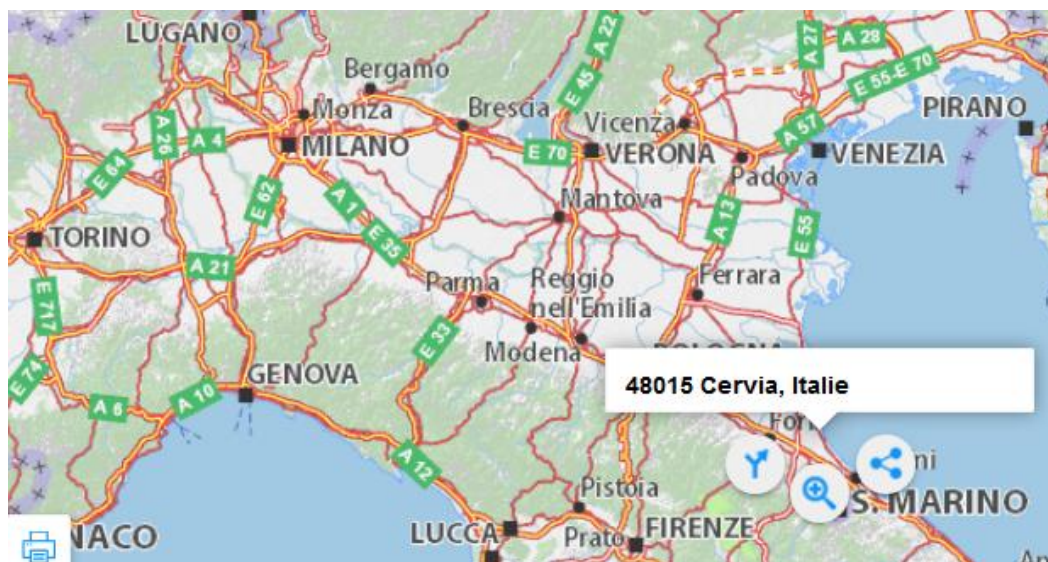 LUGANO
A 22
A 27
A 28
Bergamo
E 55-E 70
E 45
Monza
Brescia
Vicenza
PIRANO
A 26
A 4
MILANO
E 70
VERONA
A 57
VENEZIA
E 64
Padova
E 62
A 1
Mantova
A 13
E 55
TORINO
E 35
A 21
Parma
Reggio
nell'Emilia
Ferrara
E 717
E 33
Modena
GENOVA
48015 Cervia, Italie
E 74
A 6
A 10
A 12
Pistoia
S. MARINO
LUCCA
Prato
FIRENZE